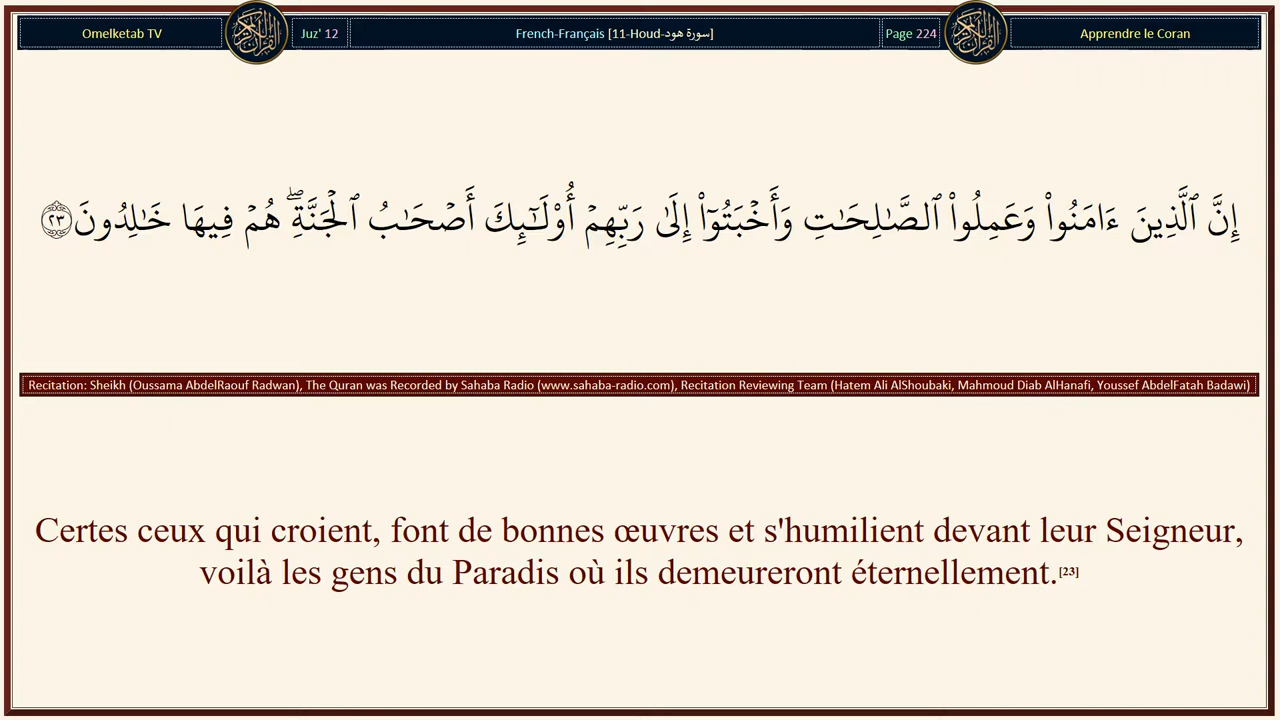 Omelketab TV
Juz' 12
French-Français [11-Houd-سورة هود]
Page 224
Apprendre le Coran
إِنَّ ٱلَّذِينَ ءَامَنُواْ وَعَمِلُواْ ٱلصَّٰلِحَٰتِ وَأَخۡبَتُوٓاْ إِلَىٰ رَبِّهِمۡ أُوْلَٰٓئِكَ أَصۡحَٰبُ ٱلۡجَنَّةِۖ هُمۡ فِيهَا خَٰلِدُونَ ٢٣
Recitation: Sheikh (Oussama AbdelRaouf Radwan), The Quran was Recorded by Sahaba Radio (www.sahaba-radio.com), Recitation Reviewing Team (Hatem Ali AlShoubaki, Mahmoud Diab AlHanafi, Youssef AbdelFatah Badawi)
Certes ceux qui croient, font de bonnes œuvres et s'humilient devant leur Seigneur,
voilà les gens du Paradis où ils demeureront éternellement.[23]